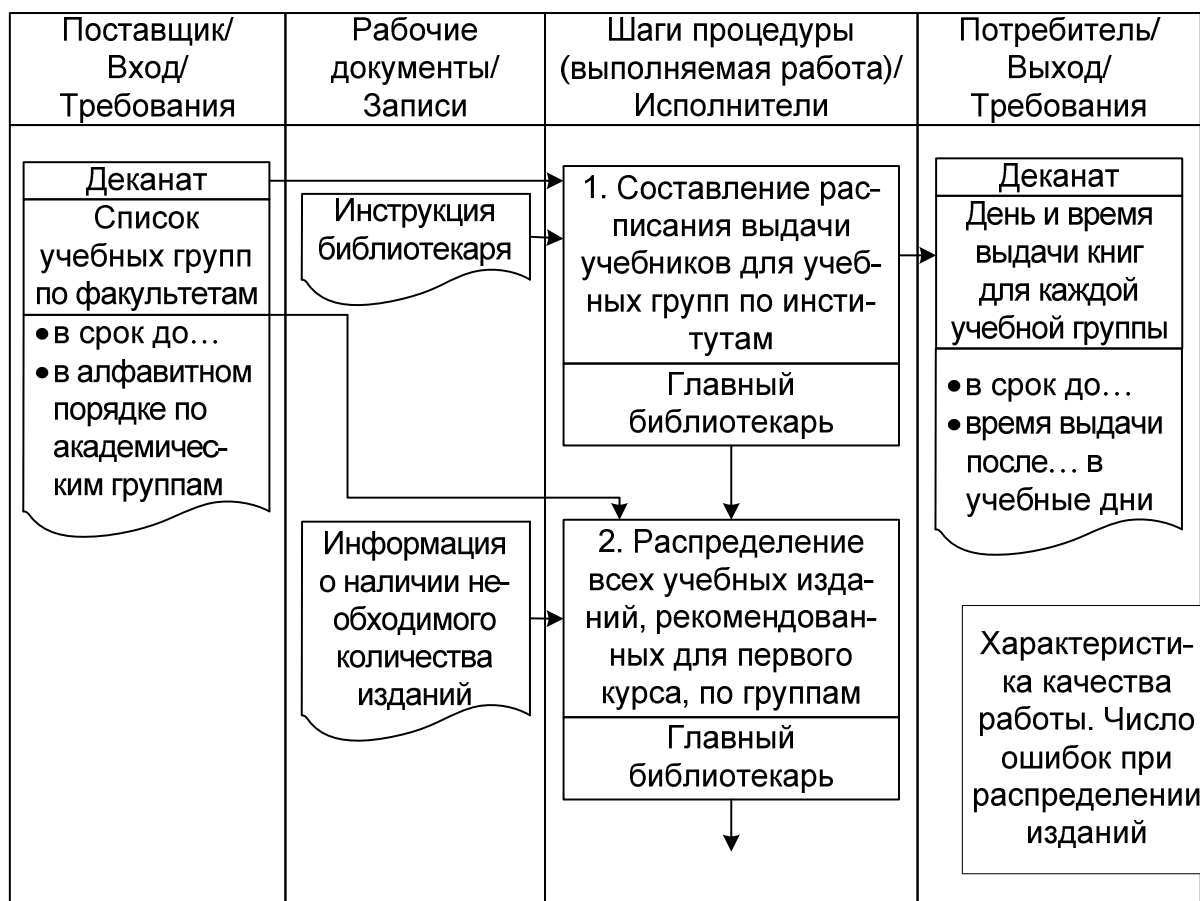 Поставщик/
Вход/
Требования
Рабочие
документы/
Записи
Шаги процедуры
(выполняемая работа)/
Исполнители
Потребитель/
Выход/
Требования
Деканат
Список
учебных групп
по факультетам
•в срок до…
•в алфавитном
порядке по
академичес-
ким группам
Инструкция
библиотекаря
Информация
о наличии не-
обходимого
количества
изданий
1. Составление рас-
писания выдачи
учебников для учеб-
ных групп по инсти-
тутам
Главный
библиотекарь
2. Распределение
всех учебных изда-
ний, рекомендован-
ных для первого
курса, по группам
Главный
библиотекарь
Деканат
День и время
выдачи книг
для каждой
учебной группы
•в срок до…
•время выдачи
после… в
учебные дни
Характеристи-
ка качества
работы. Число
ошибок при
распределении
изданий